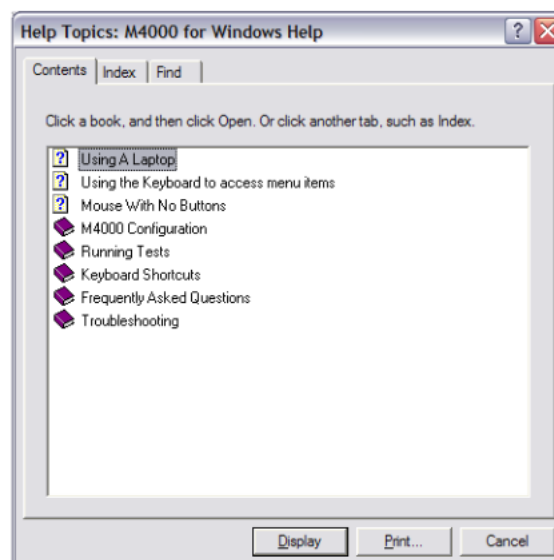 Help Topics: M4000 for Windows Help
Contents Index Find
Click a book, and then click Open. Or click another tab, such as Index.
Using A Laptop
Using the Keyboard to access menu items
Mouse With No Buttons
M4000 Configuration
Running Tests
Keyboard Shortcuts
Frequently Asked Questions
Troubleshooting
Display Print... Cancel